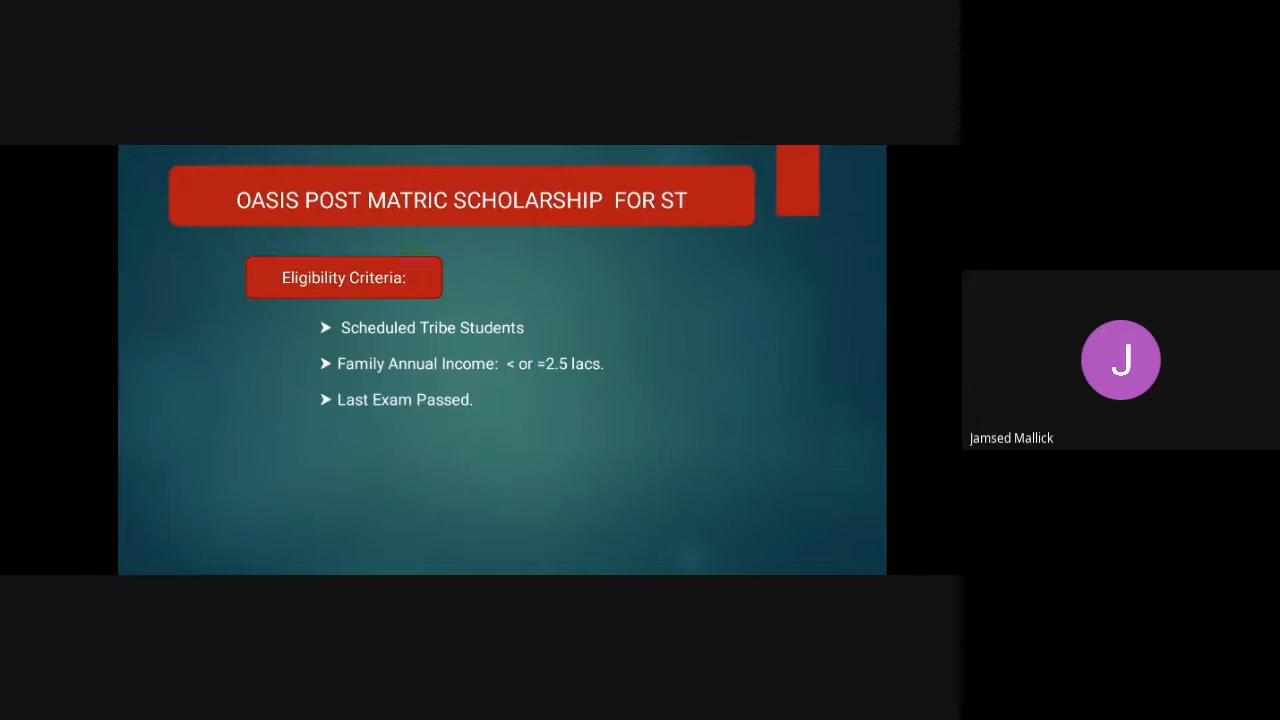 OASIS POST MATRIC SCHOLARSHIP FOR ST
Eligibility Criteria:
➤ Scheduled Tribe Students
➤ Family Annual Income: < or =2.5 lacs.
➤ Last Exam Passed.
J
Jamsed Mallick